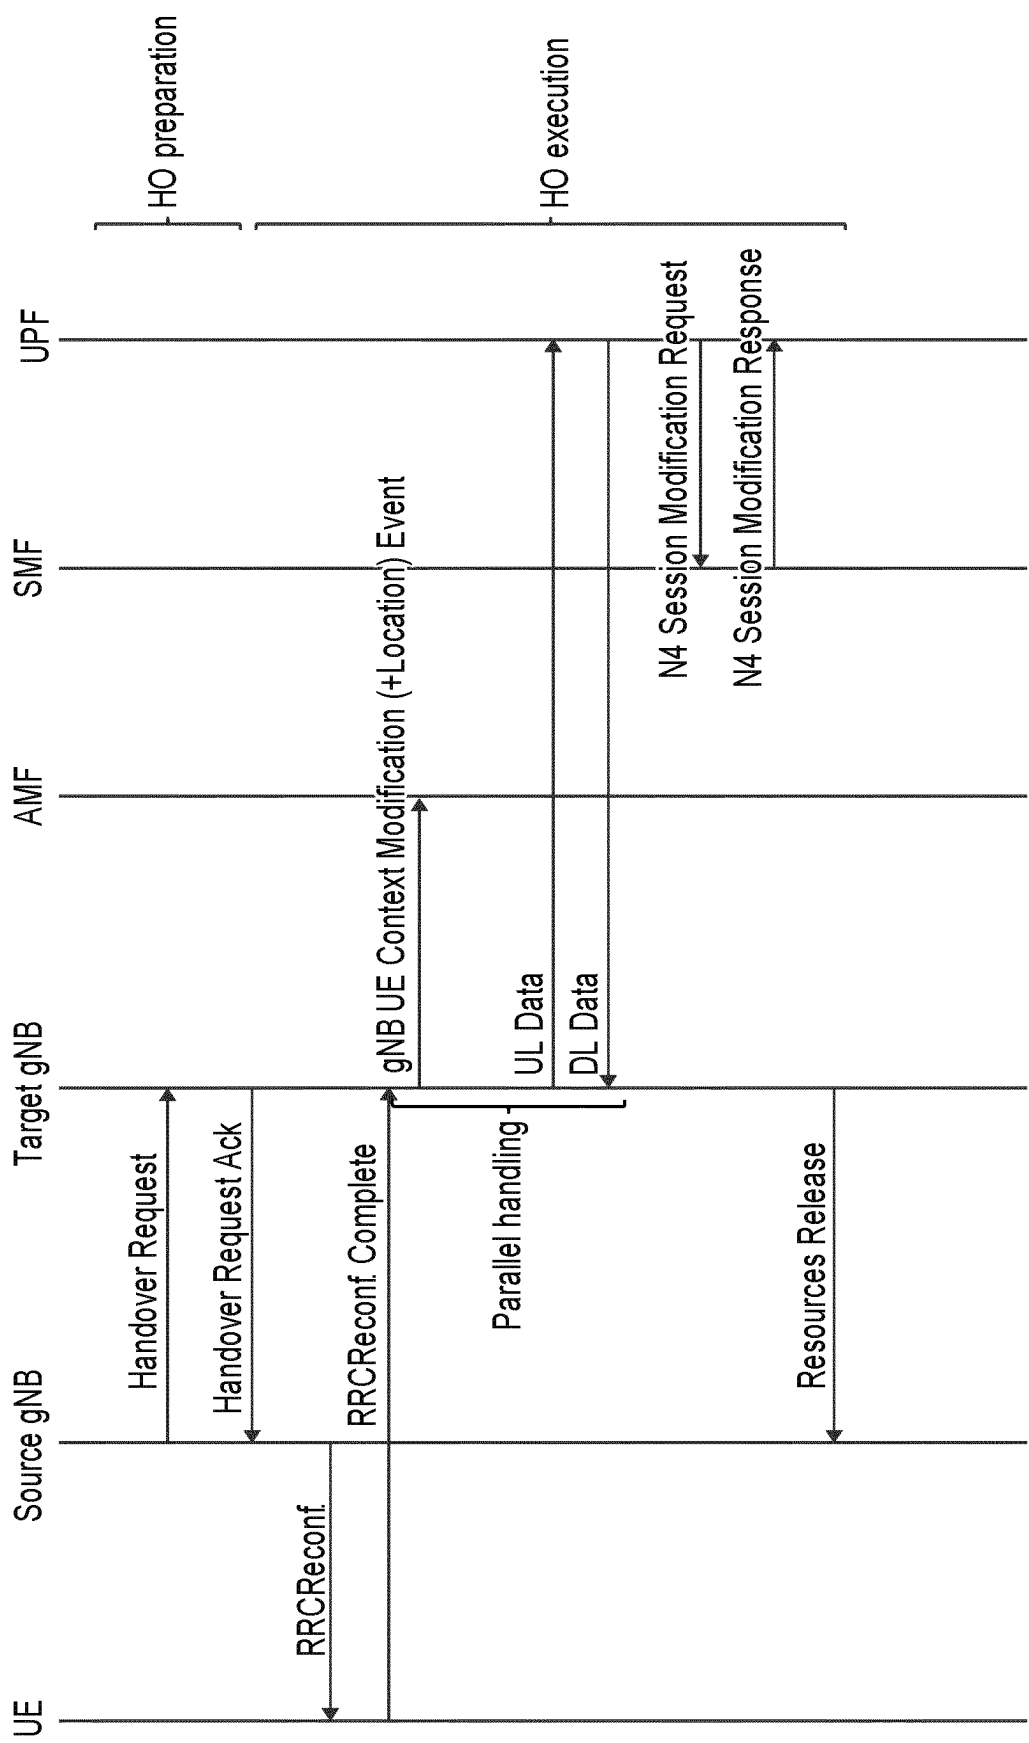 UE
Source gNB
Target gNB
AMF
SMF
UPF
Handover Request
HO preparation
Handover Request Ack
RRCReconf.
RRCReconf. Complete
gNB UE Context Modification (+Location) Event
Parallel handling
UL Data
HO execution
DL Data
N4 Session Modification Request
N4 Session Modification Response
Resources Release